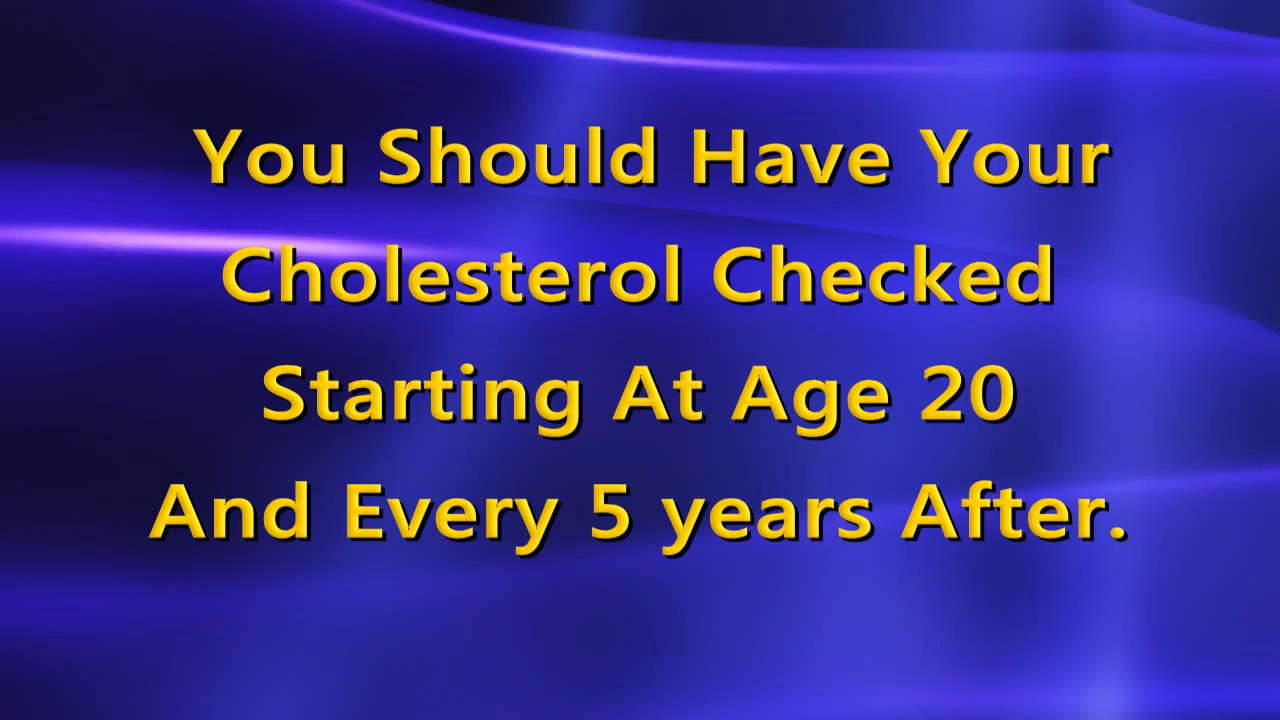 You Should Have Your
Cholesterol Checked
Starting At Age 20
And Every 5 years After.